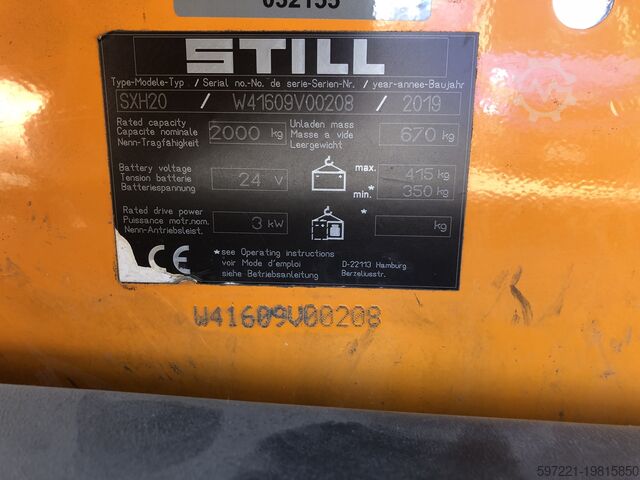 032155
STILL
Type-Modele-Typ / Serial no.-No. de serie-Serien-Nr. / year-annee-Baujahr
SXH20 / W41609V00208 / 2019
Rated capacity
Capacite nominale
Nenn-Tragfähigkeit
2000 kg
Unladen mass
Masse a vide
Leergewicht
670 kg
Battery voltage
Tension batterie
Batteriespannung
24 V
max. 415 kg
*
min. 350 kg
Rated drive power
Puissance motr.nom.
Nenn-Antriebsleist.
3 kW
* kg
CE
*see Operating instructions
voir Mode d'emploi
siehe Betriebsanleitung
D-22113 Hamburg
Berzeliusstr.
W41609V00208
597221-19815850